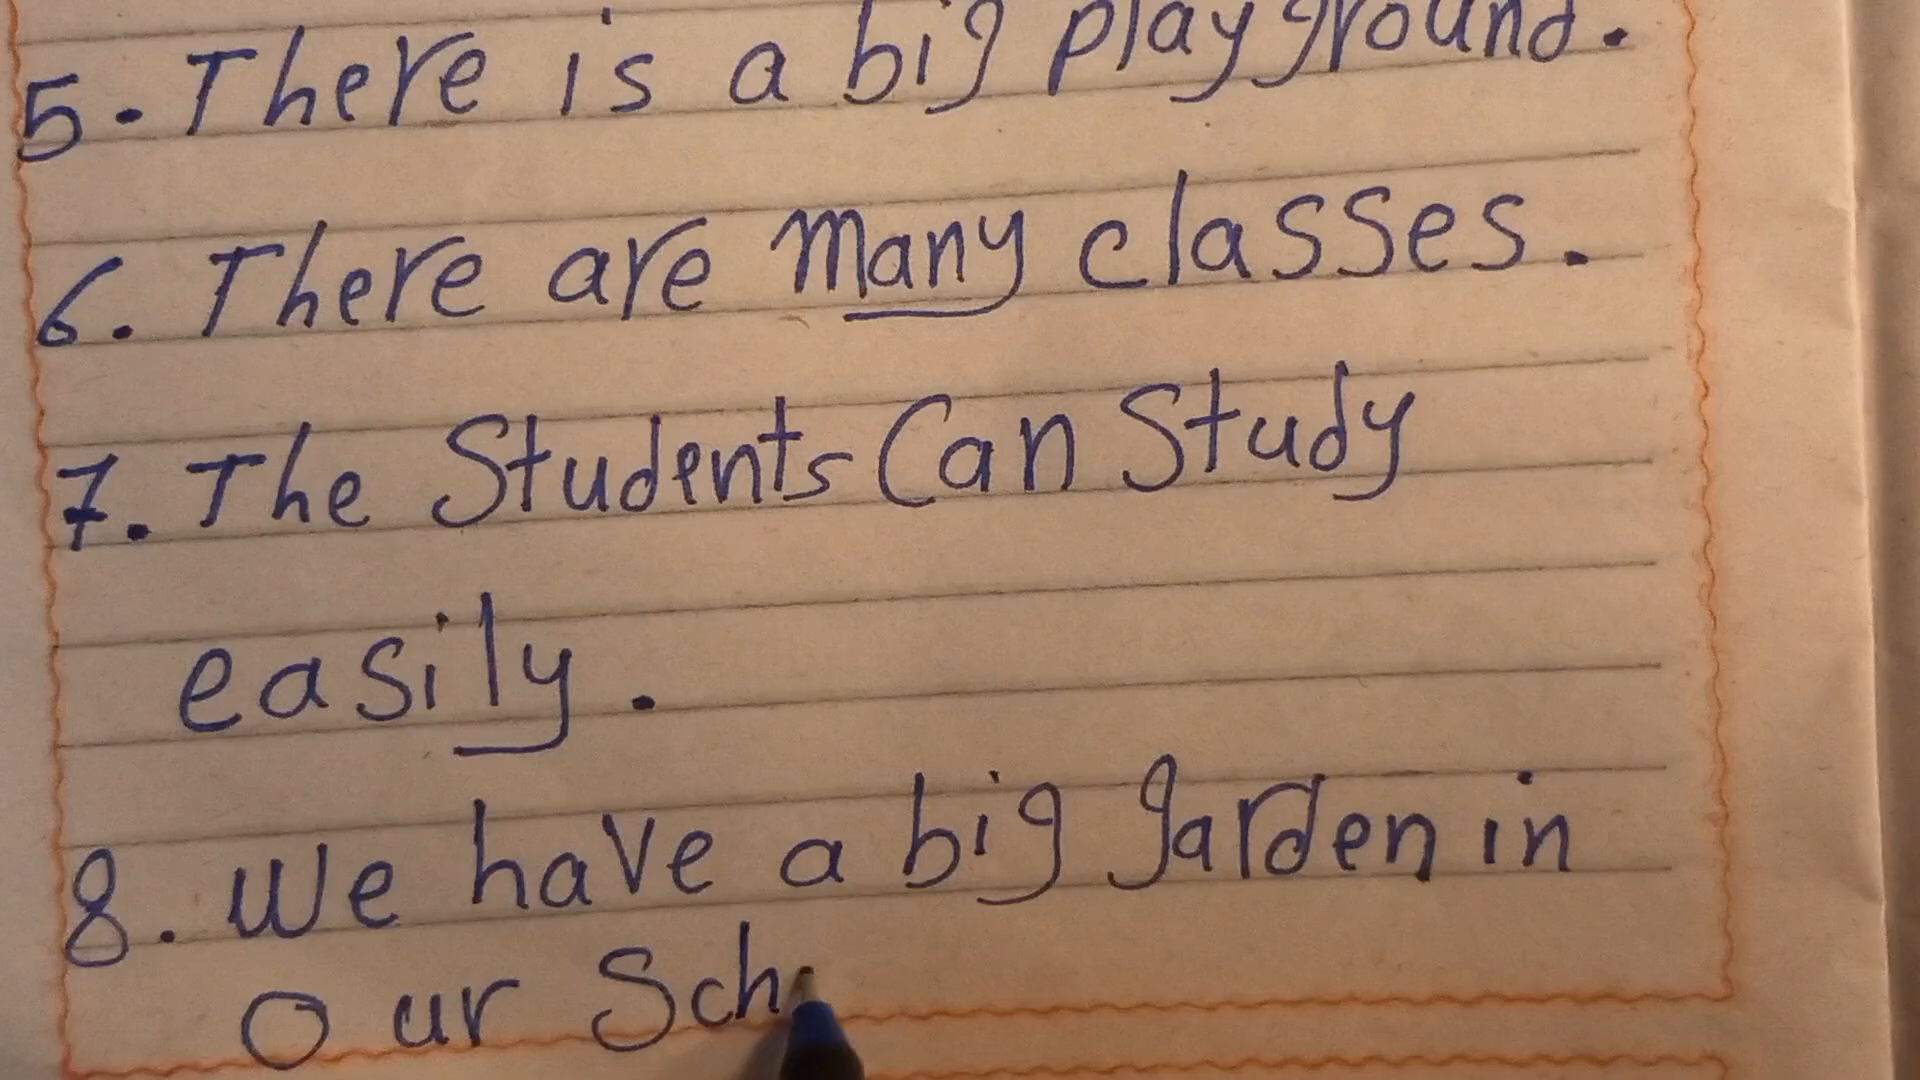 5. There is a big playground.
6. There are many classes.
7. The Students Can Study
easily.
8. We have a big garden in
our Sch